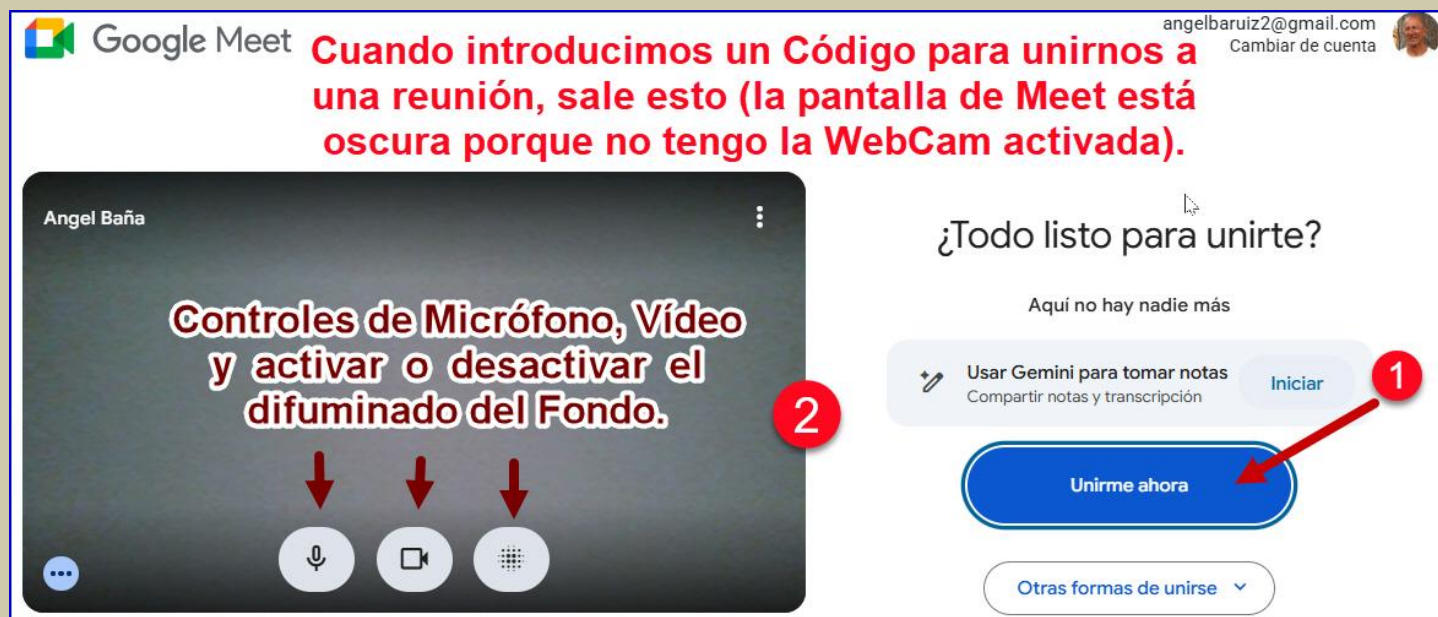 Google Meet
Cuando introducimos un Código para unirnos a
una reunión, sale esto (la pantalla de Meet está
oscura porque no tengo la WebCam activada).
angelbaruiz2@gmail.com
Cambiar de cuenta
Angel Baña
Controles de Micrófono, Vídeo
y activar o desactivar el
difuminado del Fondo.
2
¿Todo listo para unirte?
Aquí no hay nadie más
Usar Gemini para tomar notas
Compartir notas y transcripción
Iniciar
1
Unirme ahora
Otras formas de unirse